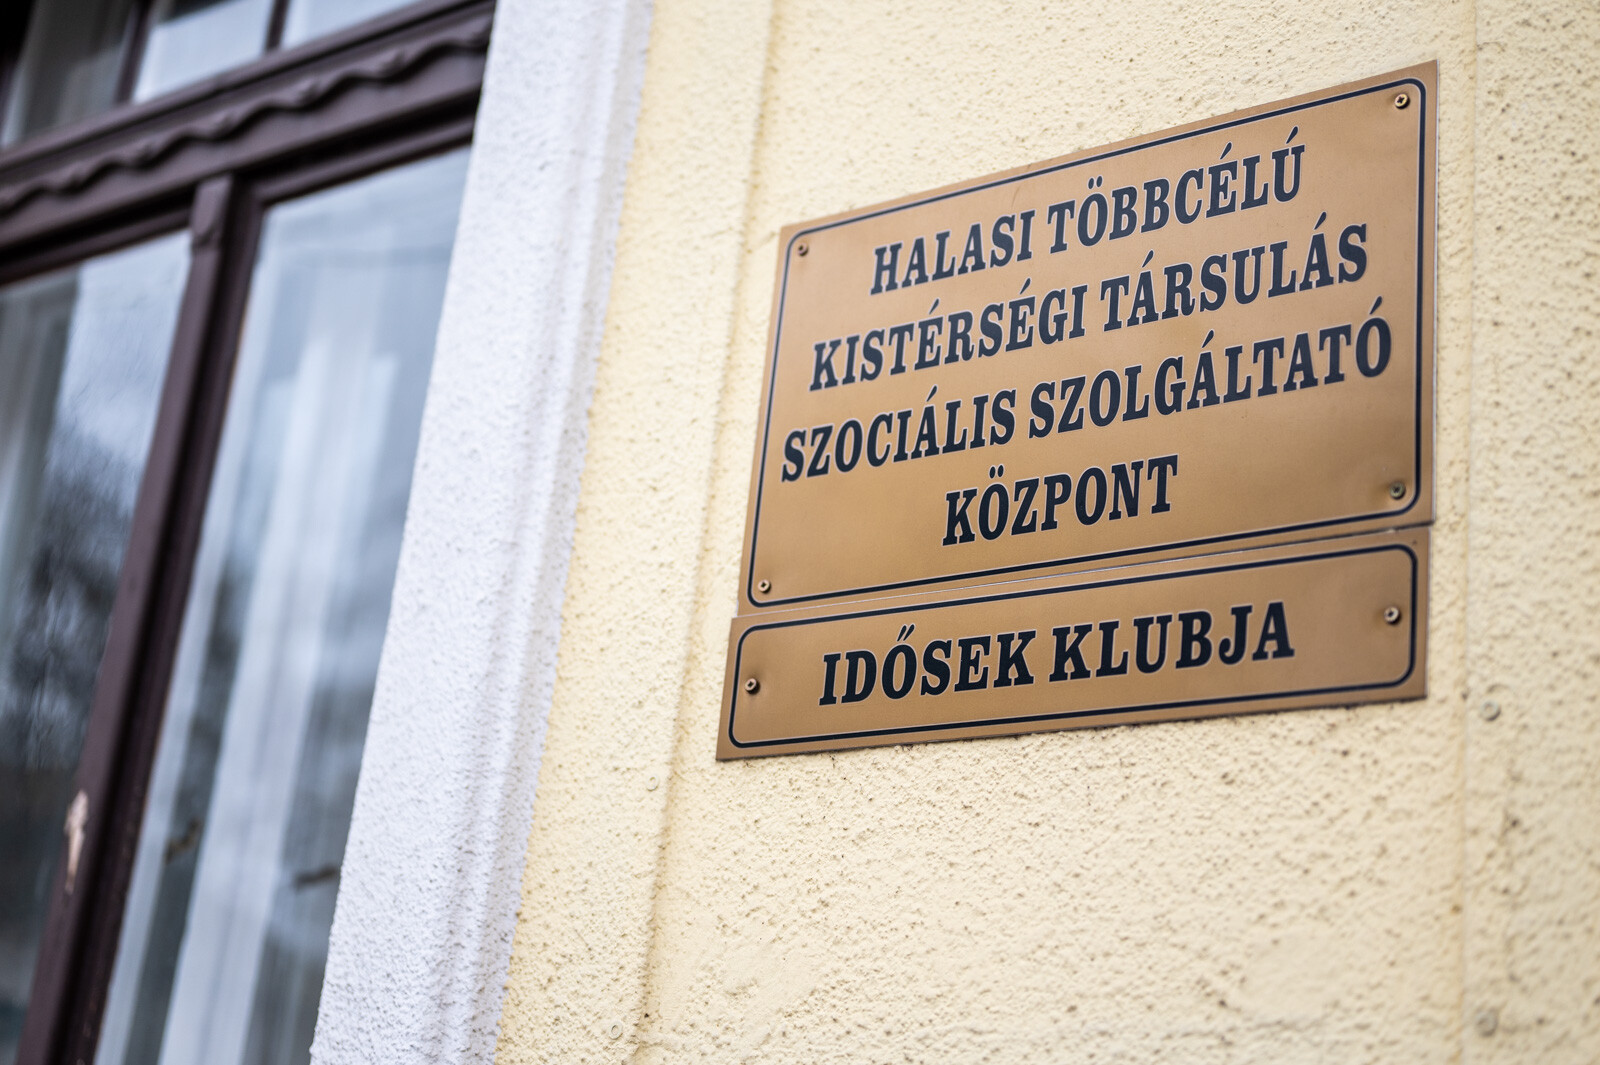 HALASI TÖBBCÉLÚ
KISTÉRSÉGI TÁRSULÁS
SZOCIÁLIS SZOLGÁLTATÓ
KÖZPONT
IDŐSEK KLUBJA